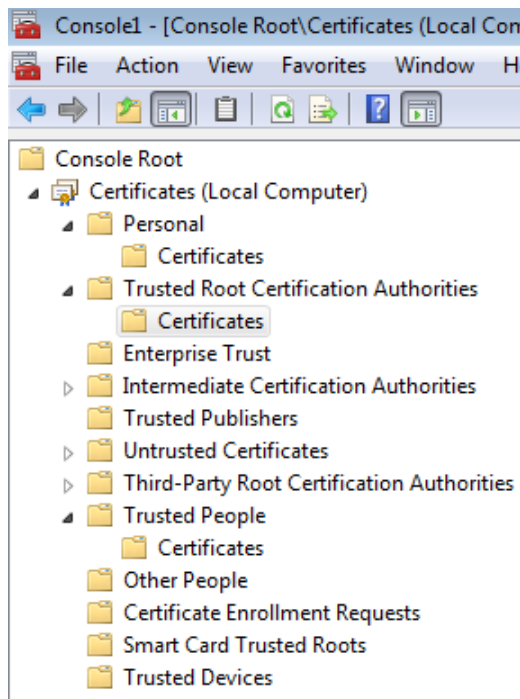 Console1 - [Console Root\Certificates (Local Com
File Action View Favorites Window H
Console Root
Certificates (Local Computer)
Personal
Certificates
Trusted Root Certification Authorities
Certificates
Enterprise Trust
Intermediate Certification Authorities
Trusted Publishers
Untrusted Certificates
Third-Party Root Certification Authorities
Trusted People
Certificates
Other People
Certificate Enrollment Requests
Smart Card Trusted Roots
Trusted Devices